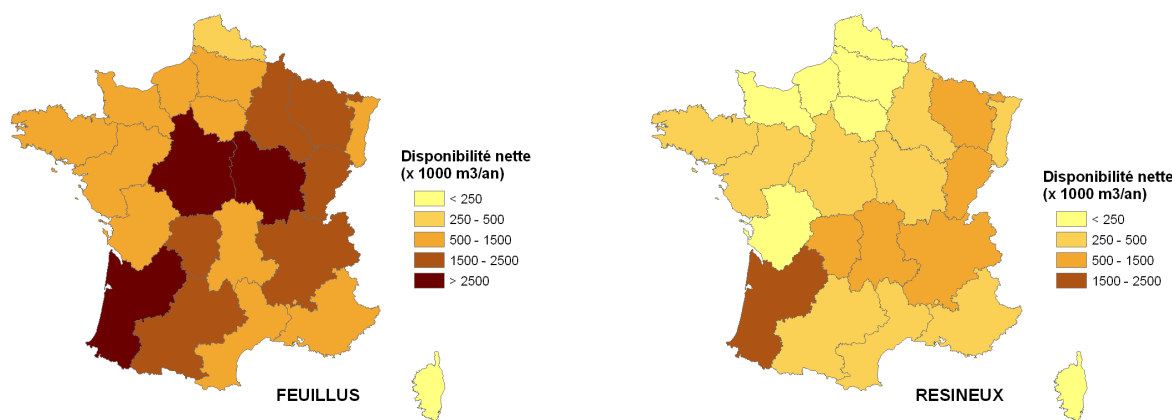 Disponibilité nette
(x 1000 m3/an)
< 250
250 - 500
500 - 1500
1500 - 2500
> 2500
FEUILLUS
Disponibilité nette
(x 1000 m3/an)
< 250
250 - 500
500 - 1500
1500 - 2500
RESINEUX